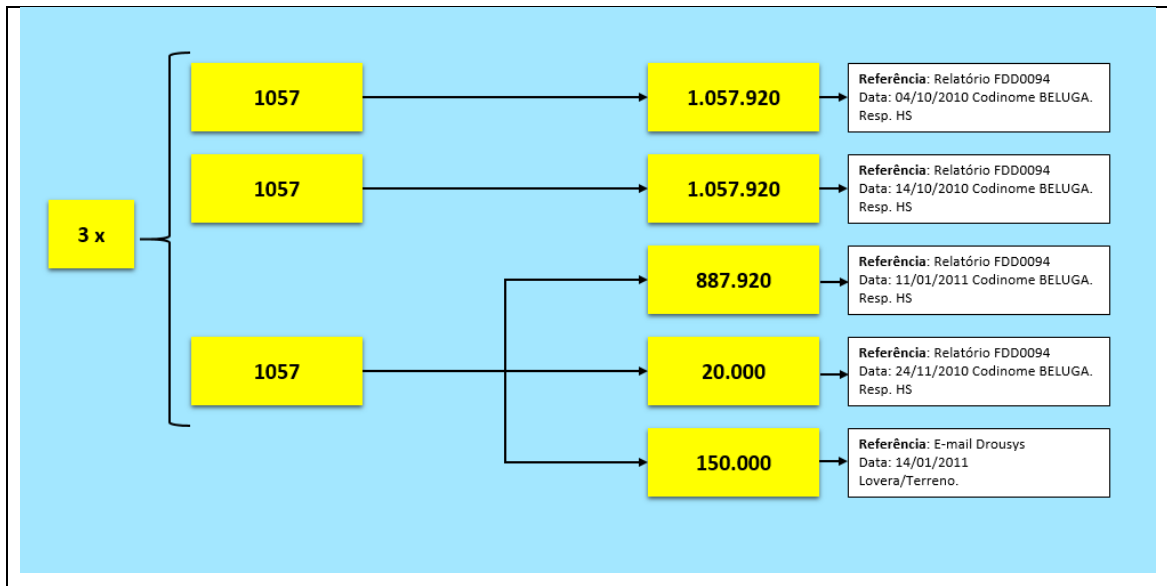 3 x
1057
1.057.920
Referência: Relatório FDD0094
Data: 04/10/2010 Codinome BELUGA.
Resp. HS
1057
1.057.920
Referência: Relatório FDD0094
Data: 14/10/2010 Codinome BELUGA.
Resp. HS
1057
887.920
Referência: Relatório FDD0094
Data: 11/01/2011 Codinome BELUGA.
Resp. HS
20.000
Referência: Relatório FDD0094
Data: 24/11/2010 Codinome BELUGA.
Resp. HS
150.000
Referência: E-mail Drousys
Data: 14/01/2011
Lovera/Terreno.